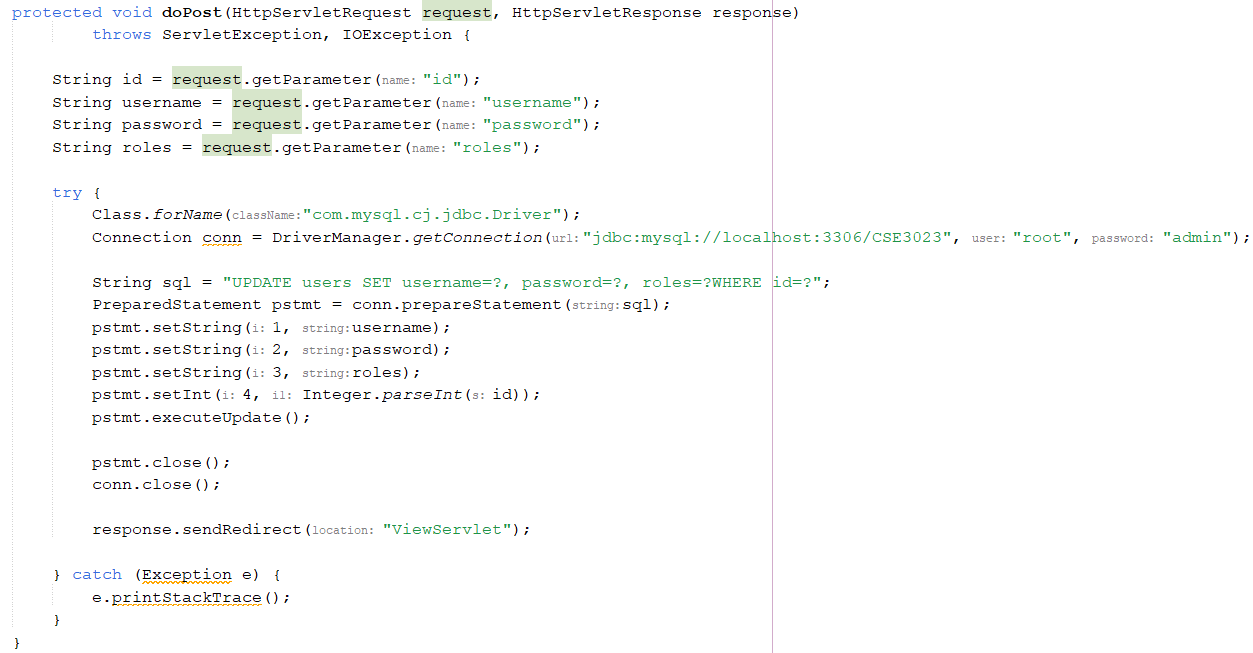 protected void doPost(HttpServletRequest request, HttpServletResponse response)
        throws ServletException, IOException {

    String id = request.getParameter(name: "id");
    String username = request.getParameter(name: "username");
    String password = request.getParameter(name: "password");
    String roles = request.getParameter(name: "roles");

    try {
        Class.forName(className:"com.mysql.cj.jdbc.Driver");
        Connection conn = DriverManager.getConnection(url:"jdbc:mysql://localhost:3306/CSE3023", user: "root", password: "admin");

        String sql = "UPDATE users SET username=?, password=?, roles=?WHERE id=?";
        PreparedStatement pstmt = conn.prepareStatement(string:sql);
        pstmt.setString(i: 1, string:username);
        pstmt.setString(i: 2, string:password);
        pstmt.setString(i: 3, string:roles);
        pstmt.setInt(i: 4, i1: Integer.parseInt(s: id));
        pstmt.executeUpdate();

        pstmt.close();
        conn.close();

        response.sendRedirect(location: "ViewServlet");

    } catch (Exception e) {
        e.printStackTrace();
    }
}